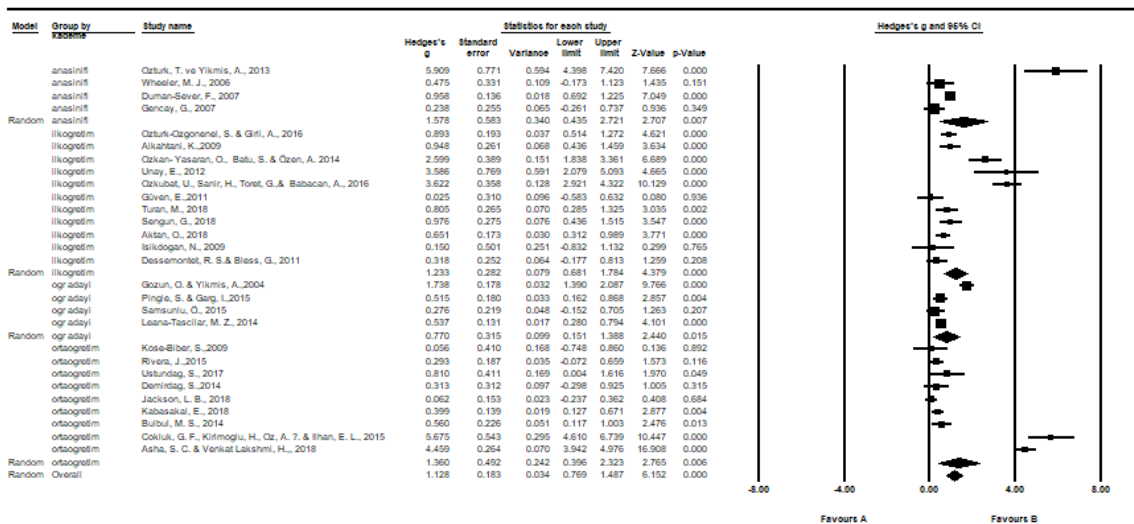 Model Group by Study name Statistics for each study Hedges's g and 95% CI
Kademe
Hedges's g Standard error Variance Lower limit Upper limit Z-Value p-Value
anasinifi Ozturk, T. ve Yikmis, A., 2013 5.909 0.771 0.594 4.398 7.420 7.666 0.000
anasinifi Wheeler, M. J., 2006 0.475 0.331 0.109 -0.173 1.123 1.435 0.151
anasinifi Duman-Sever, F., 2007 0.958 0.136 0.018 0.692 1.225 7.049 0.000
anasinifi Gencay, G., 2007 0.238 0.255 0.065 -0.261 0.737 0.936 0.349
Random anasinifi 1.578 0.583 0.340 0.435 2.721 2.707 0.007
ilkogretim Ozturk-Ozgonenel, S. & Girli, A., 2016 0.893 0.193 0.037 0.514 1.272 4.621 0.000
ilkogretim Alkahtani, K.,2009 0.948 0.261 0.068 0.436 1.459 3.634 0.000
ilkogretim Ozkan- Yasaran, O., Batu, S. & Özen, A. 2014 2.599 0.389 0.151 1.838 3.361 6.689 0.000
ilkogretim Unay, E., 2012 3.586 0.769 0.591 2.079 5.093 4.665 0.000
ilkogretim Ozkubat, U., Sanir, H., Toret, G.,& Babacan, A., 2016 3.622 0.358 0.128 2.921 4.322 10.129 0.000
ilkogretim Güven, E.,2011 0.025 0.310 0.096 -0.583 0.632 0.080 0.936
ilkogretim Turan, M., 2018 0.805 0.265 0.070 0.285 1.325 3.035 0.002
ilkogretim Sengun, G., 2018 0.976 0.275 0.076 0.436 1.515 3.547 0.000
ilkogretim Aktan, O., 2018 0.651 0.173 0.030 0.312 0.989 3.771 0.000
ilkogretim Isikdogan, N., 2009 0.150 0.501 0.251 -0.832 1.132 0.299 0.765
ilkogretim Dessemontet, R. S.& Bless, G., 2011 0.318 0.252 0.064 -0.177 0.813 1.259 0.208
Random ilkogretim 1.233 0.282 0.079 0.681 1.784 4.379 0.000
ogr adayi Gozun, O. & Yikmis, A.,2004 1.738 0.178 0.032 1.390 2.087 9.766 0.000
ogr adayi Pingle, S. & Garg, I.,2015 0.515 0.180 0.033 0.162 0.868 2.857 0.004
ogr adayi Samsunlu, Ö., 2015 0.276 0.219 0.048 -0.152 0.705 1.263 0.207
ogr adayi Leana-Tascilar, M. Z., 2014 0.537 0.131 0.017 0.280 0.794 4.101 0.000
Random ogr adayi 0.770 0.315 0.099 0.151 1.388 2.440 0.015
ortaogretim Kose-Biber, S.,2009 0.056 0.410 0.168 -0.748 0.860 0.136 0.892
ortaogretim Rivera, J.,2015 0.293 0.187 0.035 -0.072 0.659 1.573 0.116
ortaogretim Ustundag, S., 2017 0.810 0.411 0.169 0.004 1.616 1.970 0.049
ortaogretim Demirdag, S.,2014 0.313 0.312 0.097 -0.298 0.925 1.005 0.315
ortaogretim Jackson, L. B., 2018 0.062 0.153 0.023 -0.237 0.362 0.408 0.684
ortaogretim Kabasakal, E., 2018 0.399 0.139 0.019 0.127 0.671 2.877 0.004
ortaogretim Bulbul, M. S., 2014 0.560 0.226 0.051 0.117 1.003 2.476 0.013
ortaogretim Cokluk, G. F., Kirimoglu, H., Oz, A. ?. & Ilhan, E. L., 2015 5.675 0.543 0.295 4.610 6.739 10.447 0.000
ortaogretim Asha, S. C. & Venkat Lakshmi, H.,, 2018 4.459 0.264 0.070 3.942 4.976 16.908 0.000
Random ortaogretim 1.360 0.492 0.242 0.396 2.323 2.765 0.006
Random Overall 1.128 0.183 0.034 0.769 1.487 6.152 0.000
-8.00 -4.00 0.00 4.00 8.00
Favours A Favours B